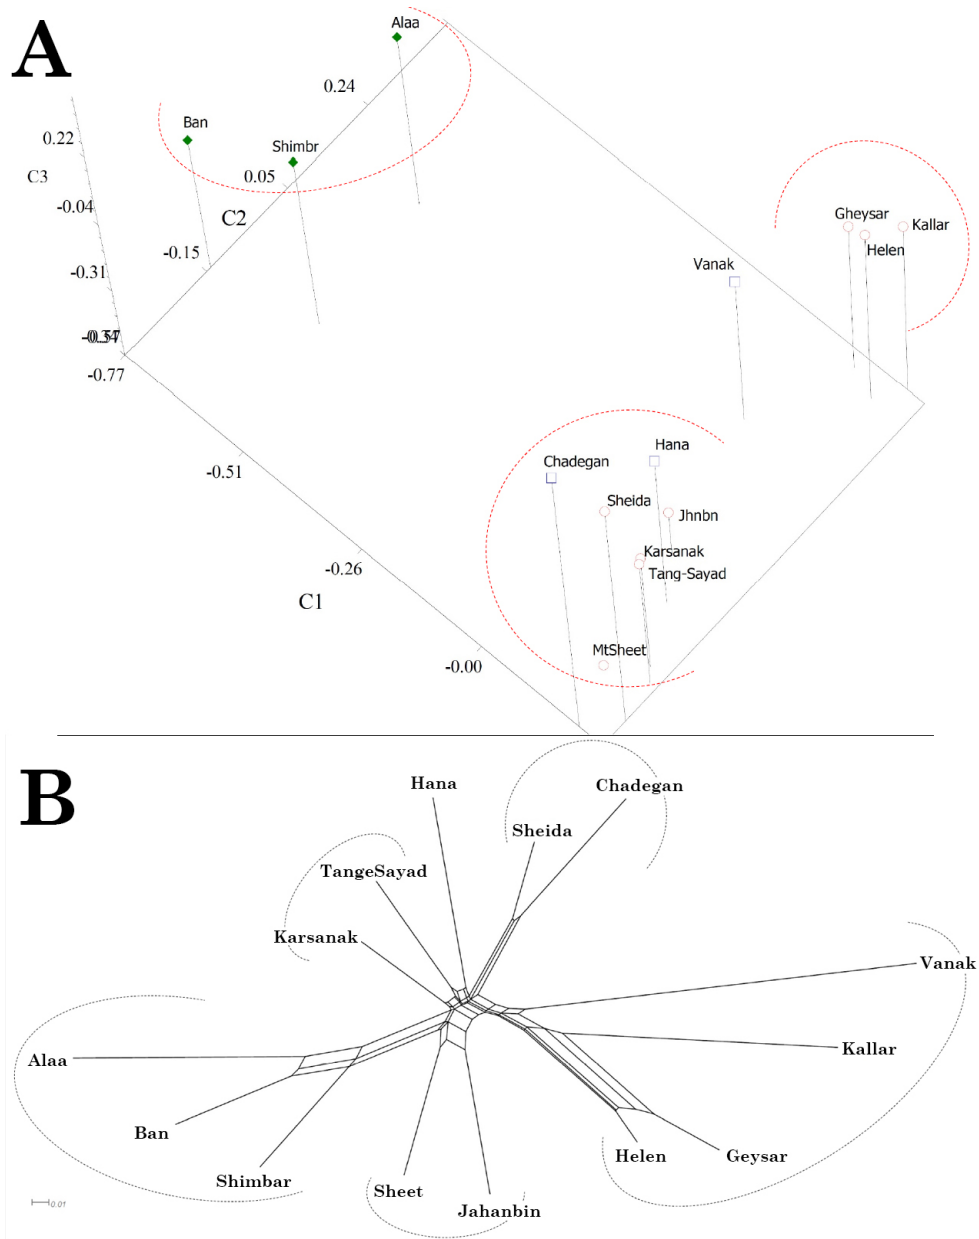 A
Alaa
0.24
Ban
Shimbr
0.22
C3
0.05
-0.04
C2
-0.15
-0.31
-0.77
Gheysar
Kallar
Helen
Vanak
-0.51
Hana
Chadegan
Sheida
Jhnbn
Karsanak
Tang-Sayad
-0.26
C1
MtSheet
-0.00
B
Hana
Chadegan
Sheida
TangeSayad
Karsanak
Vanak
Kallar
Alaa
Ban
Helen
Geysar
Shimbar
Sheet
Jahanbin
0.01